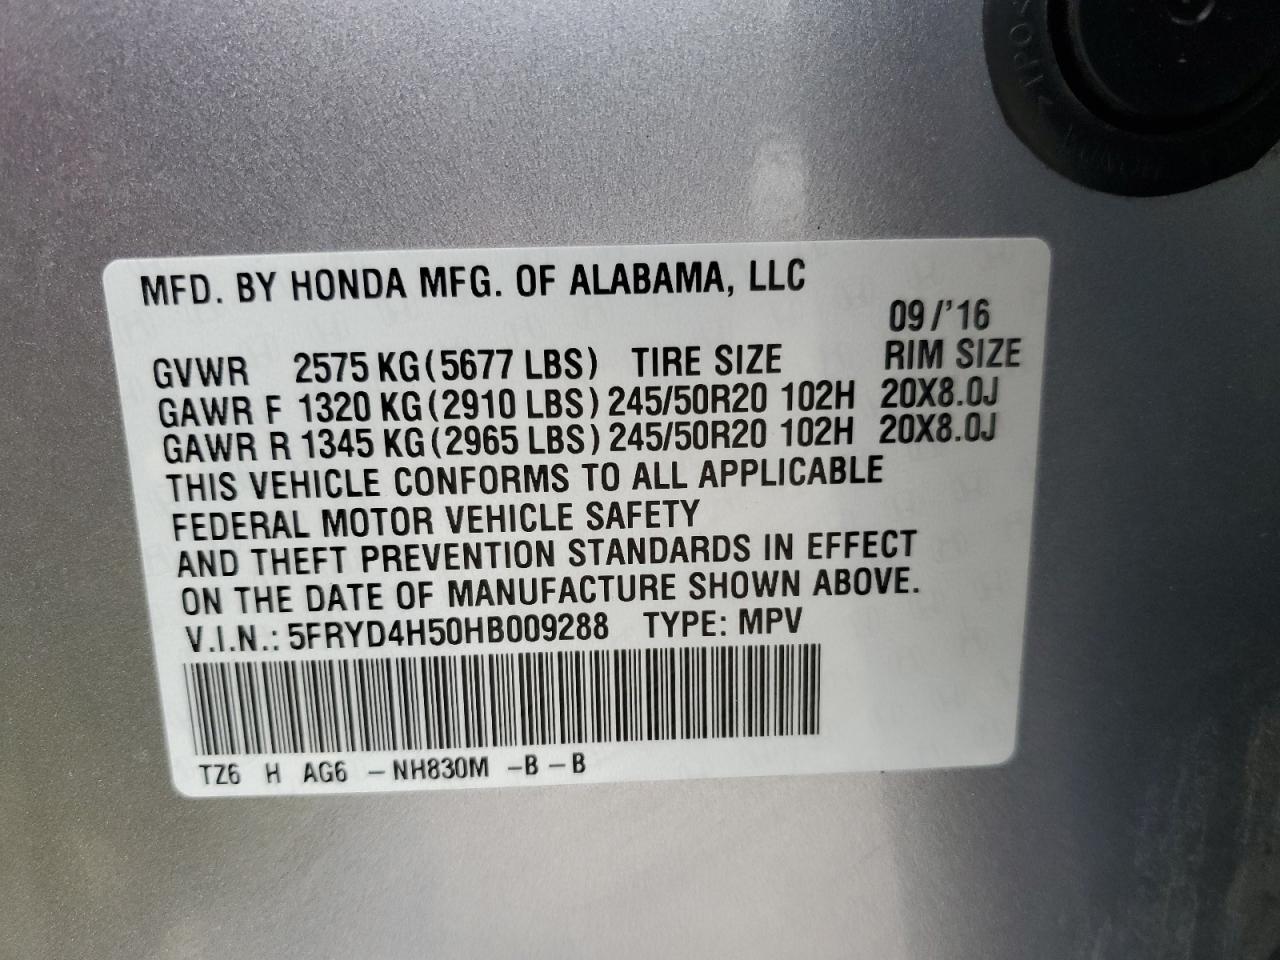 MFD. BY HONDA MFG. OF ALABAMA, LLC
09/'16
GVWR 2575 KG (5677 LBS) TIRE SIZE RIM SIZE
GAWR F 1320 KG (2910 LBS) 245/50R20 102H 20X8.0J
GAWR R 1345 KG (2965 LBS) 245/50R20 102H 20X8.0J
THIS VEHICLE CONFORMS TO ALL APPLICABLE
FEDERAL MOTOR VEHICLE SAFETY
AND THEFT PREVENTION STANDARDS IN EFFECT
ON THE DATE OF MANUFACTURE SHOWN ABOVE.
V.I.N.: 5FRYD4H50HB009288 TYPE: MPV
TZ6 H AG6 -NH830M -B -B